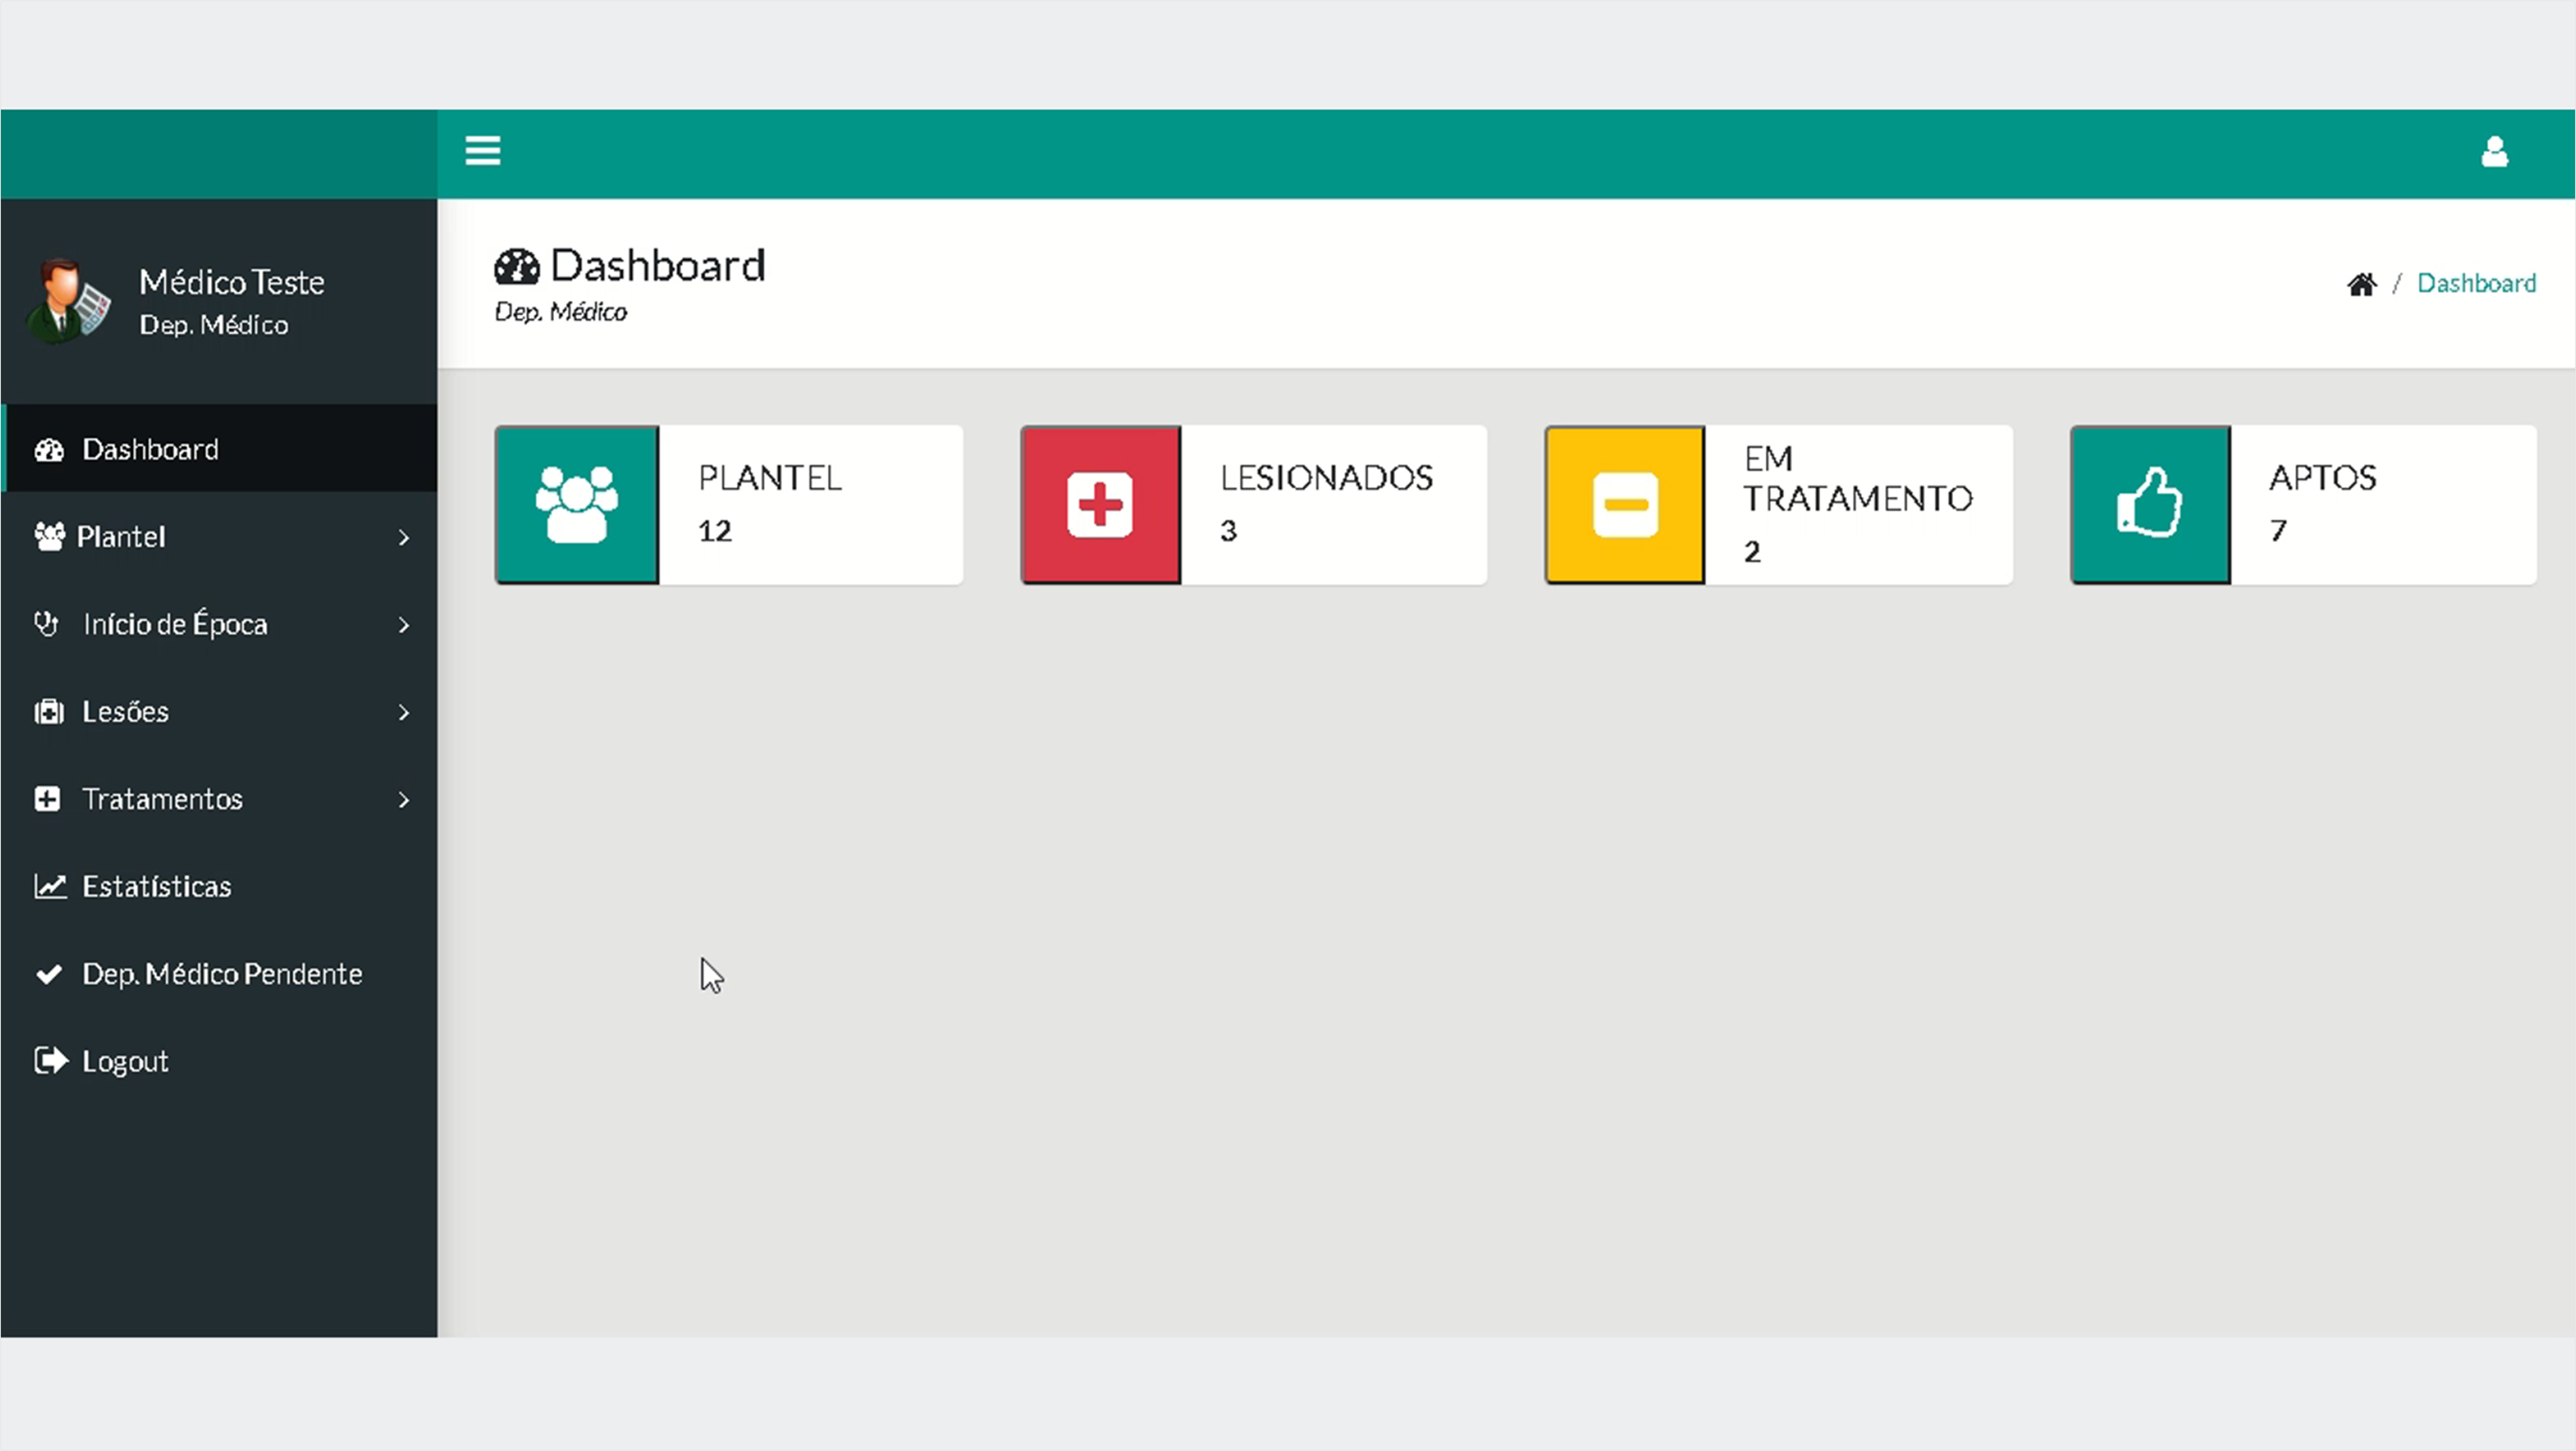 Médico Teste
Dep. Médico
Dashboard
Plantel
Início de Época
Lesões
Tratamentos
Estatísticas
Dep. Médico Pendente
Logout
Dashboard
Dep. Médico
/ Dashboard
PLANTEL
12
LESIONADOS
3
EM
TRATAMENTO
2
APTOS
7